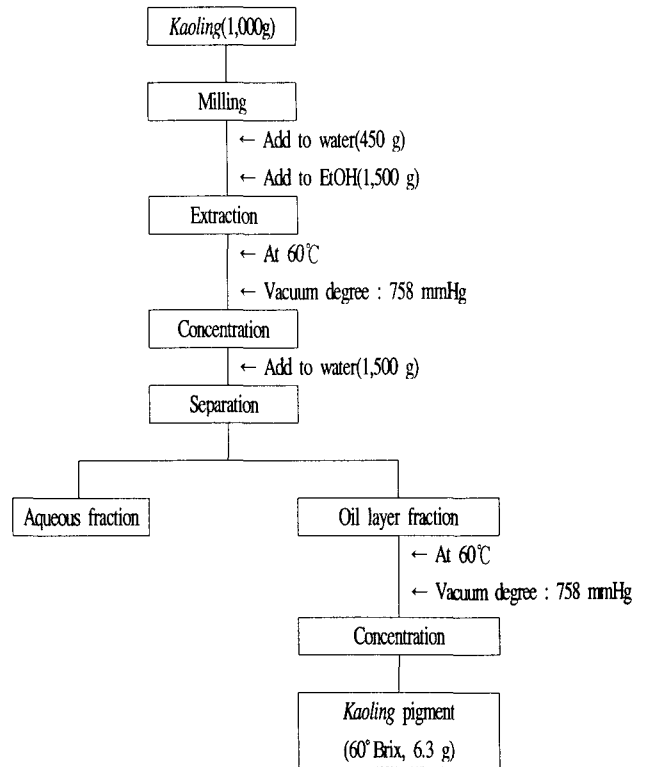 Kaoling(1,000g)
Milling
← Add to water(450 g)
← Add to EtOH(1,500 g)
Extraction
← At 60℃
← Vacuum degree : 758 mmHg
Concentration
← Add to water(1,500 g)
Separation
Aqueous fraction
Oil layer fraction
← At 60℃
← Vacuum degree : 758 mmHg
Concentration
Kaoling pigment
(60° Brix, 6.3 g)